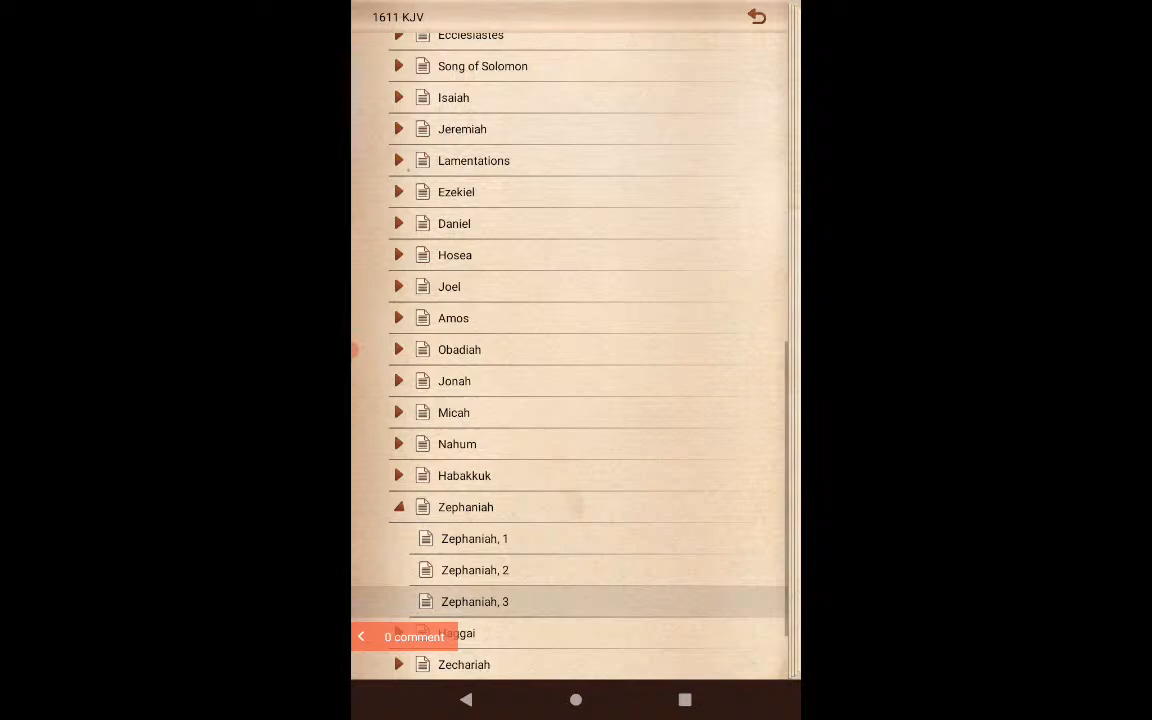 1611 KJV
Ecclesiastes
Song of Solomon
Isaiah
Jeremiah
Lamentations
Ezekiel
Daniel
Hosea
Joel
Amos
Obadiah
Jonah
Micah
Nahum
Habakkuk
Zephaniah
Zephaniah, 1
Zephaniah, 2
Zephaniah, 3
Haggai
0 comment
Zechariah